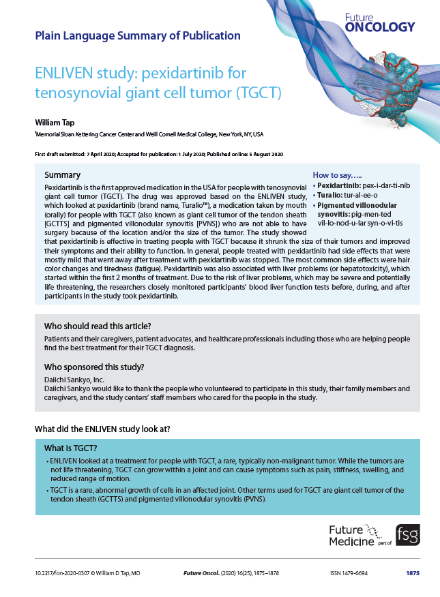 Plain Language Summary of Publication
Future
ONCOLOGY
ENLIVEN study: pexidartinib for
tenosynovial giant cell tumor (TGCT)
William Tap
¹Memorial Sloan Kettering Cancer Center and Weill Cornell Medical College, New York, NY, USA
First draft submitted: 7 April 2020; Accepted for publication: 1 July 2020; Published online: 6 August 2020
Summary
Pexidartinib is the first approved medication in the USA for people with tenosynovial
giant cell tumor (TGCT). The drug was approved based on the ENLIVEN study,
which looked at pexidartinib (brand name, Turalio™), a medication taken by mouth
(orally) for people with TGCT (also known as giant cell tumor of the tendon sheath
[GCTTS] and pigmented villonodular synovitis [PVNS]) who are not able to have
surgery because of the location and/or the size of the tumor. The study showed
that pexidartinib is effective in treating people with TGCT because it shrunk the size of their tumors and improved
their symptoms and their ability to function. In general, people treated with pexidartinib had side effects that were
mostly mild that went away after treatment with pexidartinib was stopped. The most common side effects were hair
color changes and tiredness (fatigue). Pexidartinib was also associated with liver problems (or hepatotoxicity), which
started within the first 2 months of treatment. Due to the risk of liver problems, which may be severe and potentially
life threatening, the researchers closely monitored participants' blood liver function tests before, during, and after
participants in the study took pexidartinib.
How to say…..
• Pexidartinib: pex-i-dar-ti-nib
• Turalio: tur-al-ee-o
• Pigmented villonodular
synovitis: pig-men-ted
vil-lo-nod-u-lar syn-o-vi-tis
Who should read this article?
Patients and their caregivers, patient advocates, and healthcare professionals including those who are helping people
find the best treatment for their TGCT diagnosis.
Who sponsored this study?
Daiichi Sankyo, Inc.
Daiichi Sankyo would like to thank the people who volunteered to participate in this study, their family members and
caregivers, and the study centers' staff members who cared for the people in the study.
What did the ENLIVEN study look at?
What is TGCT?
• ENLIVEN looked at a treatment for people with TGCT, a rare, typically non-malignant tumor. While the tumors are
not life threatening, TGCT can grow within a joint and can cause symptoms such as pain, stiffness, swelling, and
reduced range of motion.
• TGCT is a rare, abnormal growth of cells in an affected joint. Other terms used for TGCT are giant cell tumor of the
tendon sheath (GCTTS) and pigmented villonodular synovitis (PVNS).
Future
Medicine part of fsg
10.2217/fon-2020-0307 © William D Tap, MD
Future Oncol. (2020) 16(25), 1875–1878
ISSN 1479-6694
1875